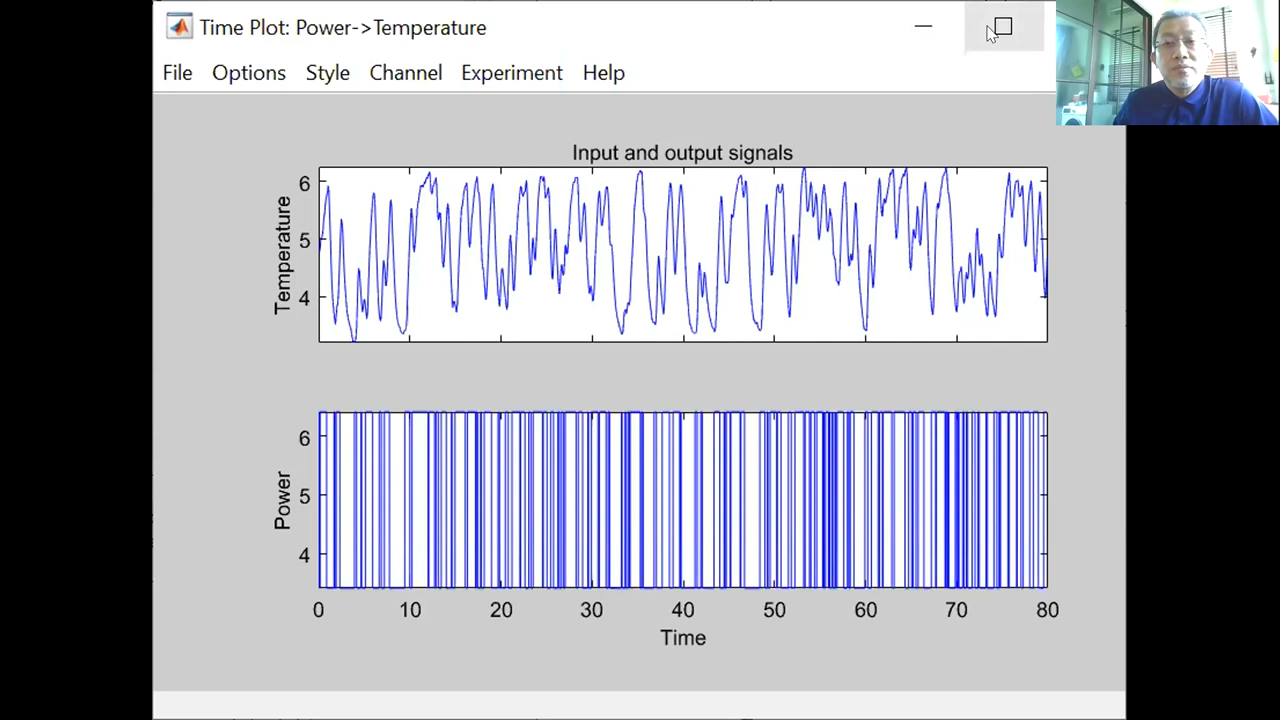 Time Plot: Power->Temperature
File Options Style Channel Experiment Help
Input and output signals
6
5
4
Temperature
6
5
4
Power
0 10 20 30 40 50 60 70 80
Time